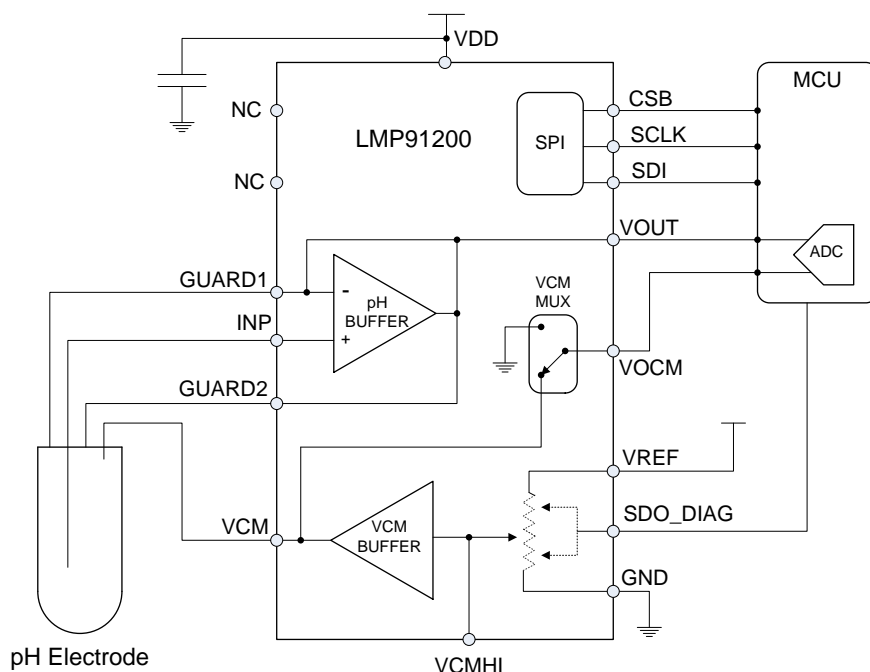 VDD
MCU
NC
CSB
LMP91200
SPI
SCLK
NC
SDI
VOUT
ADC
GUARD1
-
pH
BUFFER
VCM
MUX
INP
+
VOCM
GUARD2
VREF
VCM
VCM
BUFFER
SDO_DIAG
GND
pH Electrode
VCMHI